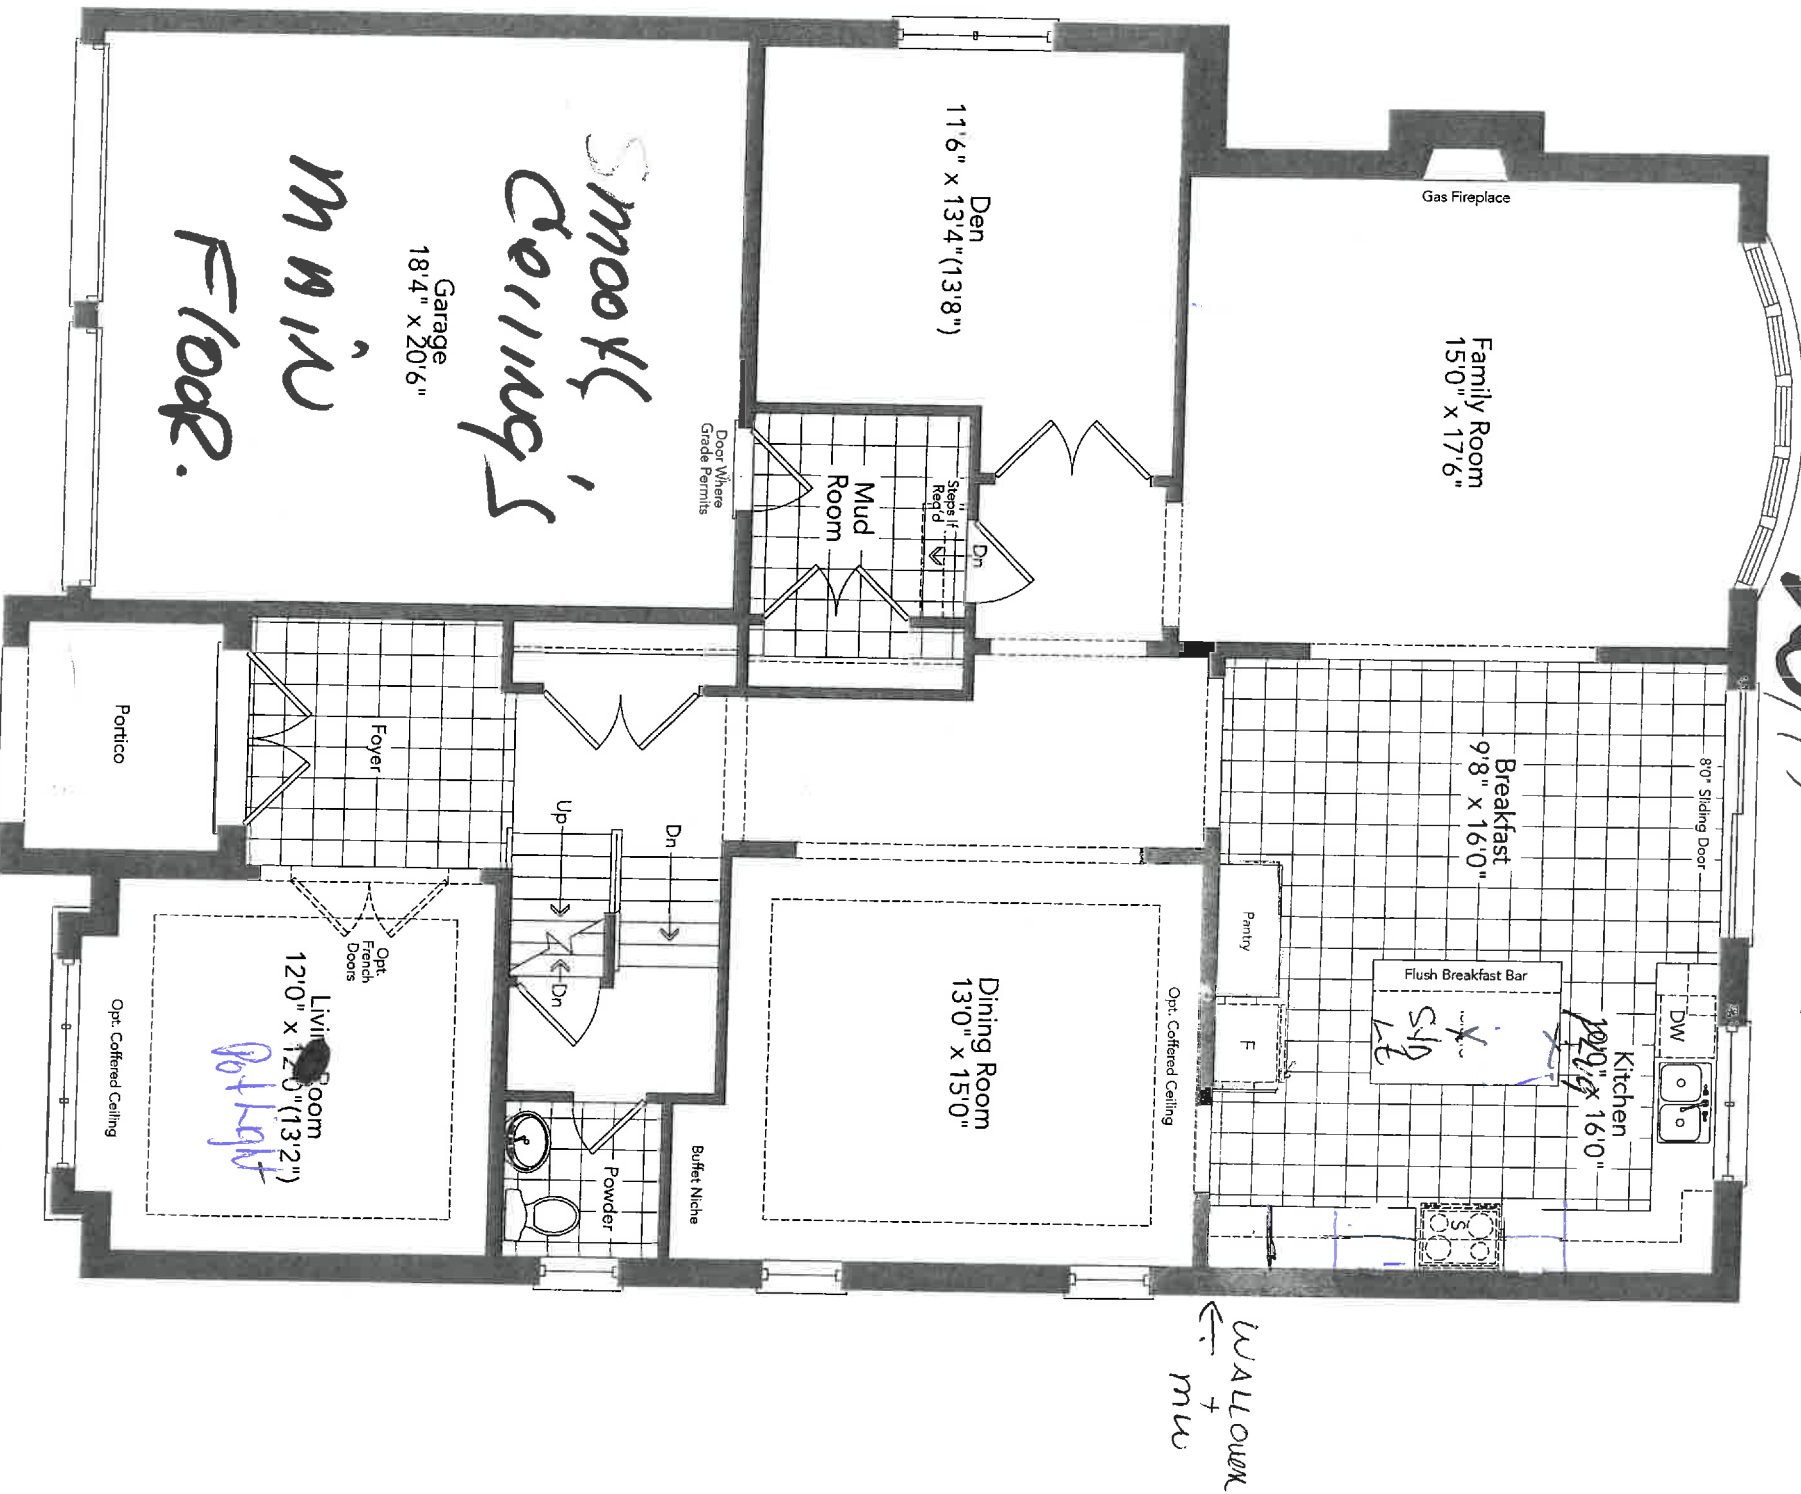 Gas Fireplace
Family Room
15'0" x 17'6"
Den
11'6" x 13'4"(13'8")
8'0" Sliding Door
Breakfast
9'8" x 16'0"
Steps If
Req'd
Dn
Mud
Room
Door Where
Grade Permits
Smooth
Ceiling's
Garage
18'4" x 20'6"
main
Floor.
DW
Kitchen
x 16'0"
Flush Breakfast Bar
Pantry
F
S
Opt. Coffered Ceiling
Dining Room
13'0" x 15'0"
Buffet Niche
Dn
Up
Dn
Powder
Foyer
Portico
Opt.
French
Doors
Living Room
12'0" x 12'0"(13'2")
Pot Light
Opt. Coffered Ceiling
WALLOVEN
+
MW